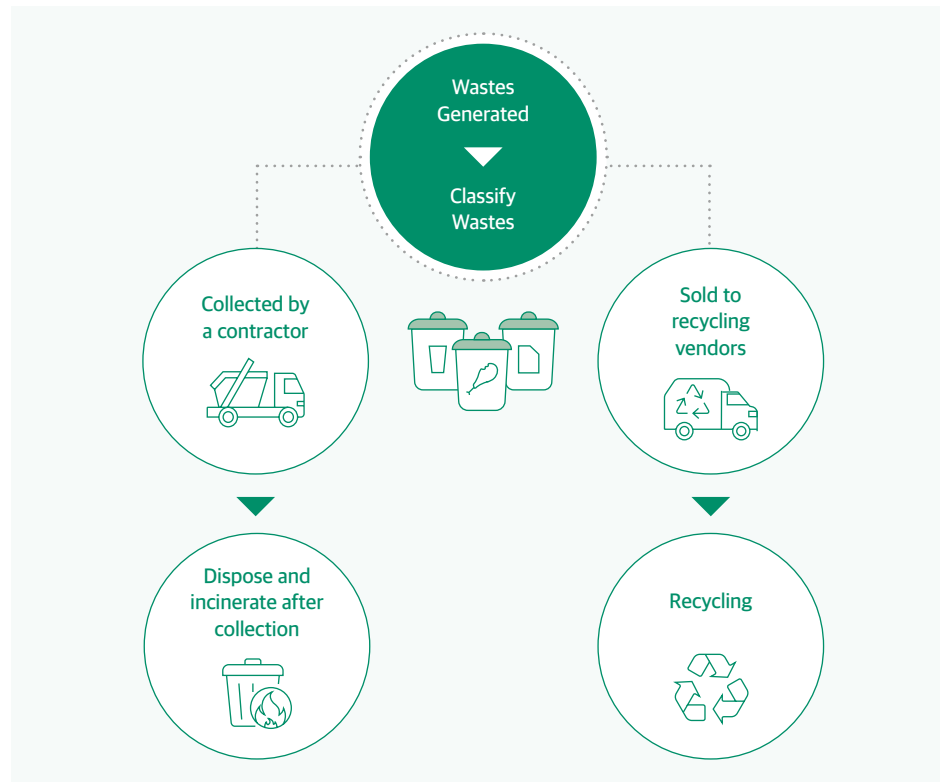 Wastes
Generated
Classify
Wastes
Collected by
a contractor
Sold to
recycling
vendors
Dispose and
incinerate after
collection
Recycling